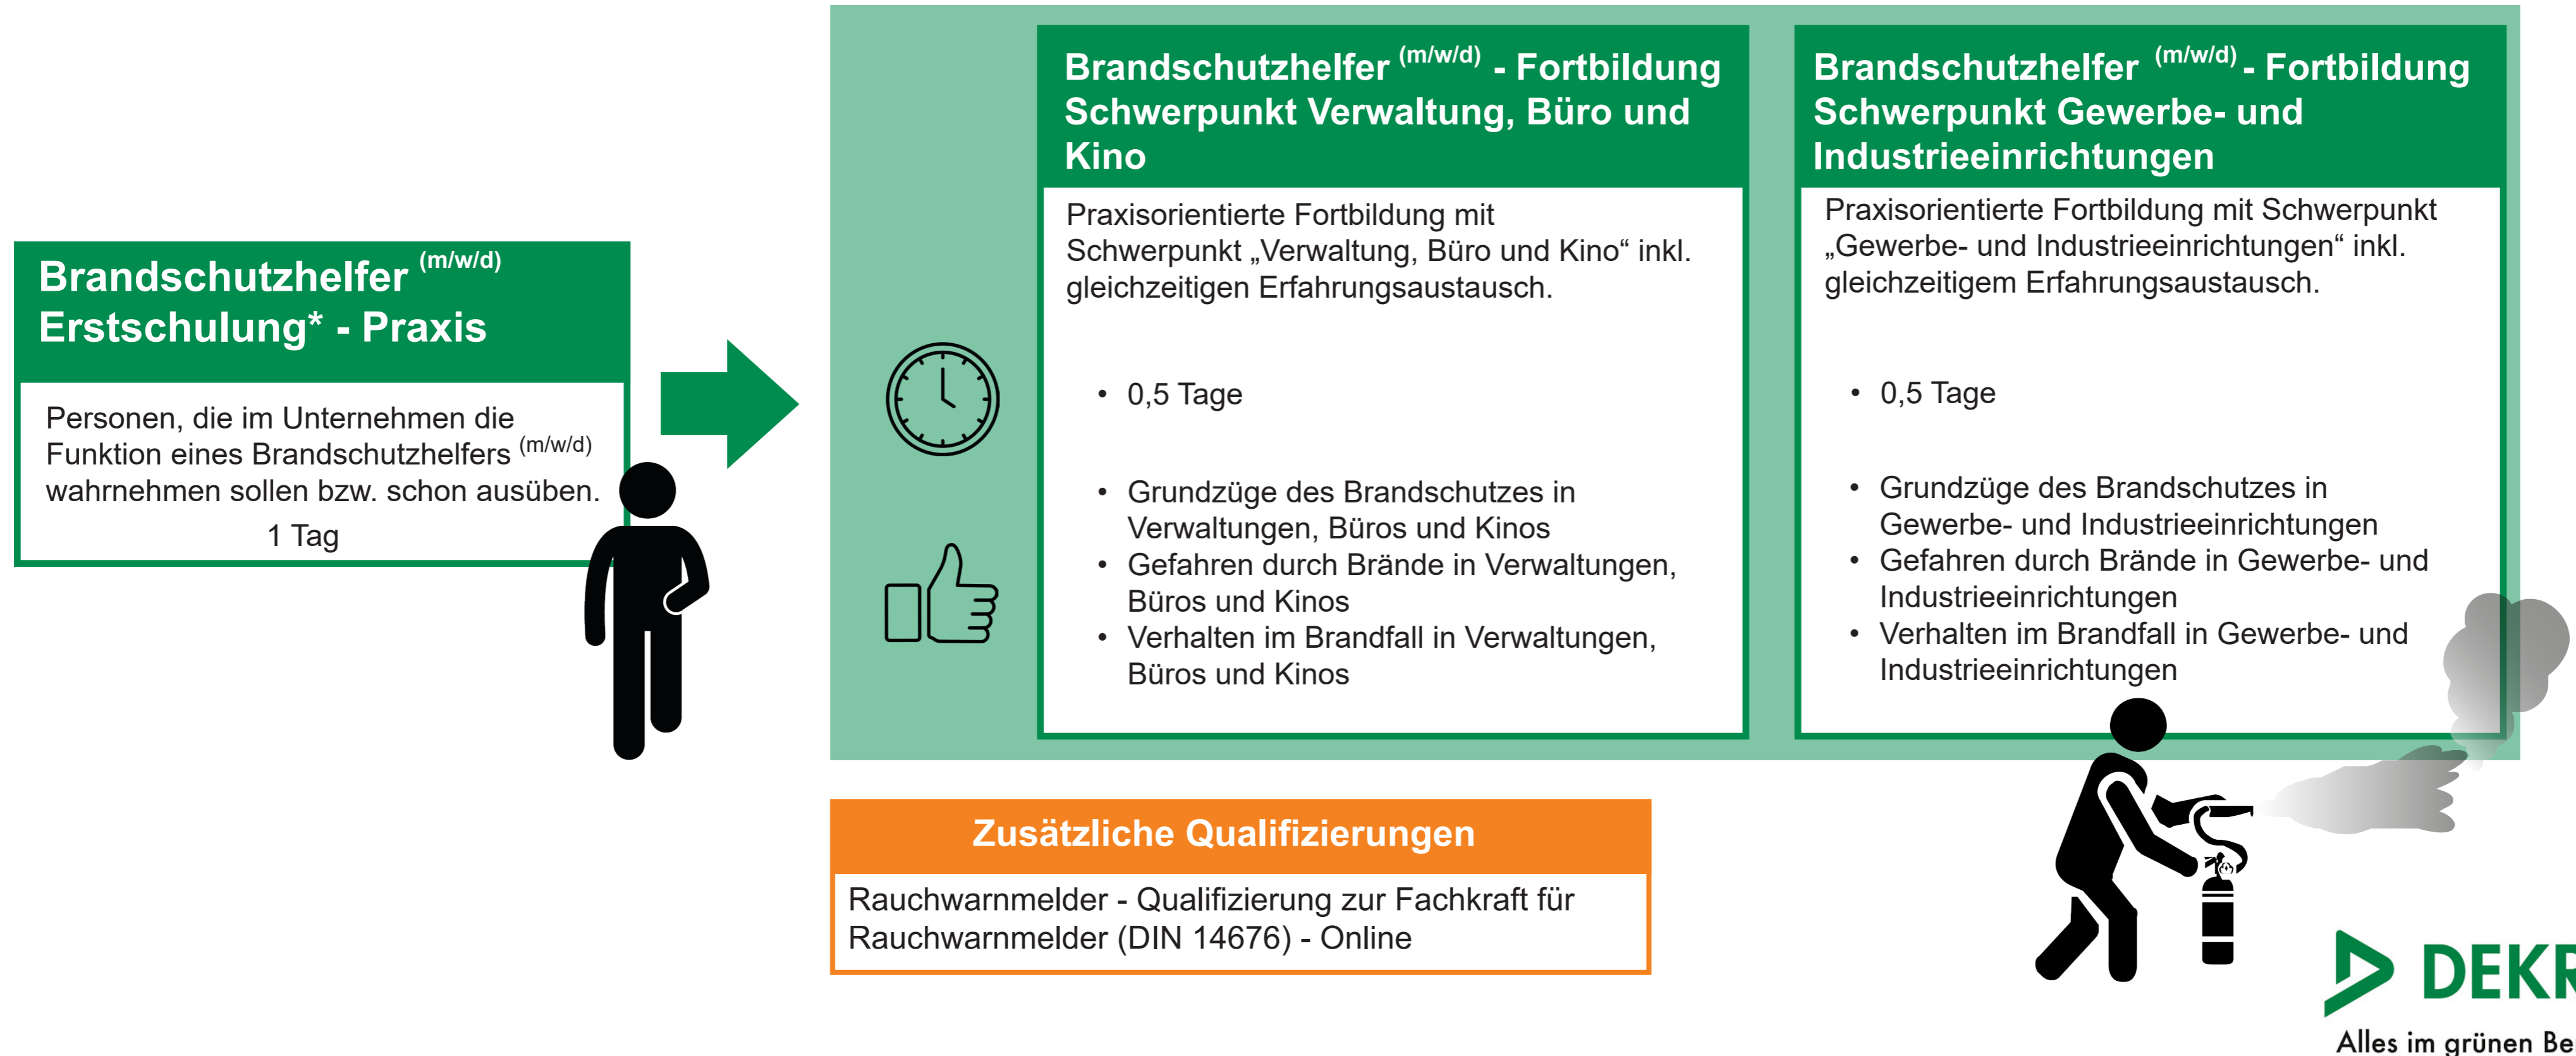 Brandschutzhelfer (m/w/d)
Erstschulung* - Praxis
Personen, die im Unternehmen die
Funktion eines Brandschutzhelfers (m/w/d)
wahrnehmen sollen bzw. schon ausüben.
1 Tag
Brandschutzhelfer (m/w/d) - Fortbildung
Schwerpunkt Verwaltung, Büro und
Kino
Praxisorientierte Fortbildung mit
Schwerpunkt „Verwaltung, Büro und Kino“ inkl.
gleichzeitigen Erfahrungsaustausch.
• 0,5 Tage
• Grundzüge des Brandschutzes in
Verwaltungen, Büros und Kinos
• Gefahren durch Brände in Verwaltungen,
Büros und Kinos
• Verhalten im Brandfall in Verwaltungen,
Büros und Kinos
Brandschutzhelfer (m/w/d) - Fortbildung
Schwerpunkt Gewerbe- und
Industrieeinrichtungen
Praxisorientierte Fortbildung mit Schwerpunkt
„Gewerbe- und Industrieeinrichtungen“ inkl.
gleichzeitigem Erfahrungsaustausch.
• 0,5 Tage
• Grundzüge des Brandschutzes in
Gewerbe- und Industrieeinrichtungen
• Gefahren durch Brände in Gewerbe- und
Industrieeinrichtungen
• Verhalten im Brandfall in Gewerbe- und
Industrieeinrichtungen
Zusätzliche Qualifizierungen
Rauchwarnmelder - Qualifizierung zur Fachkraft für
Rauchwarnmelder (DIN 14676) - Online
DEKR
Alles im grünen Be